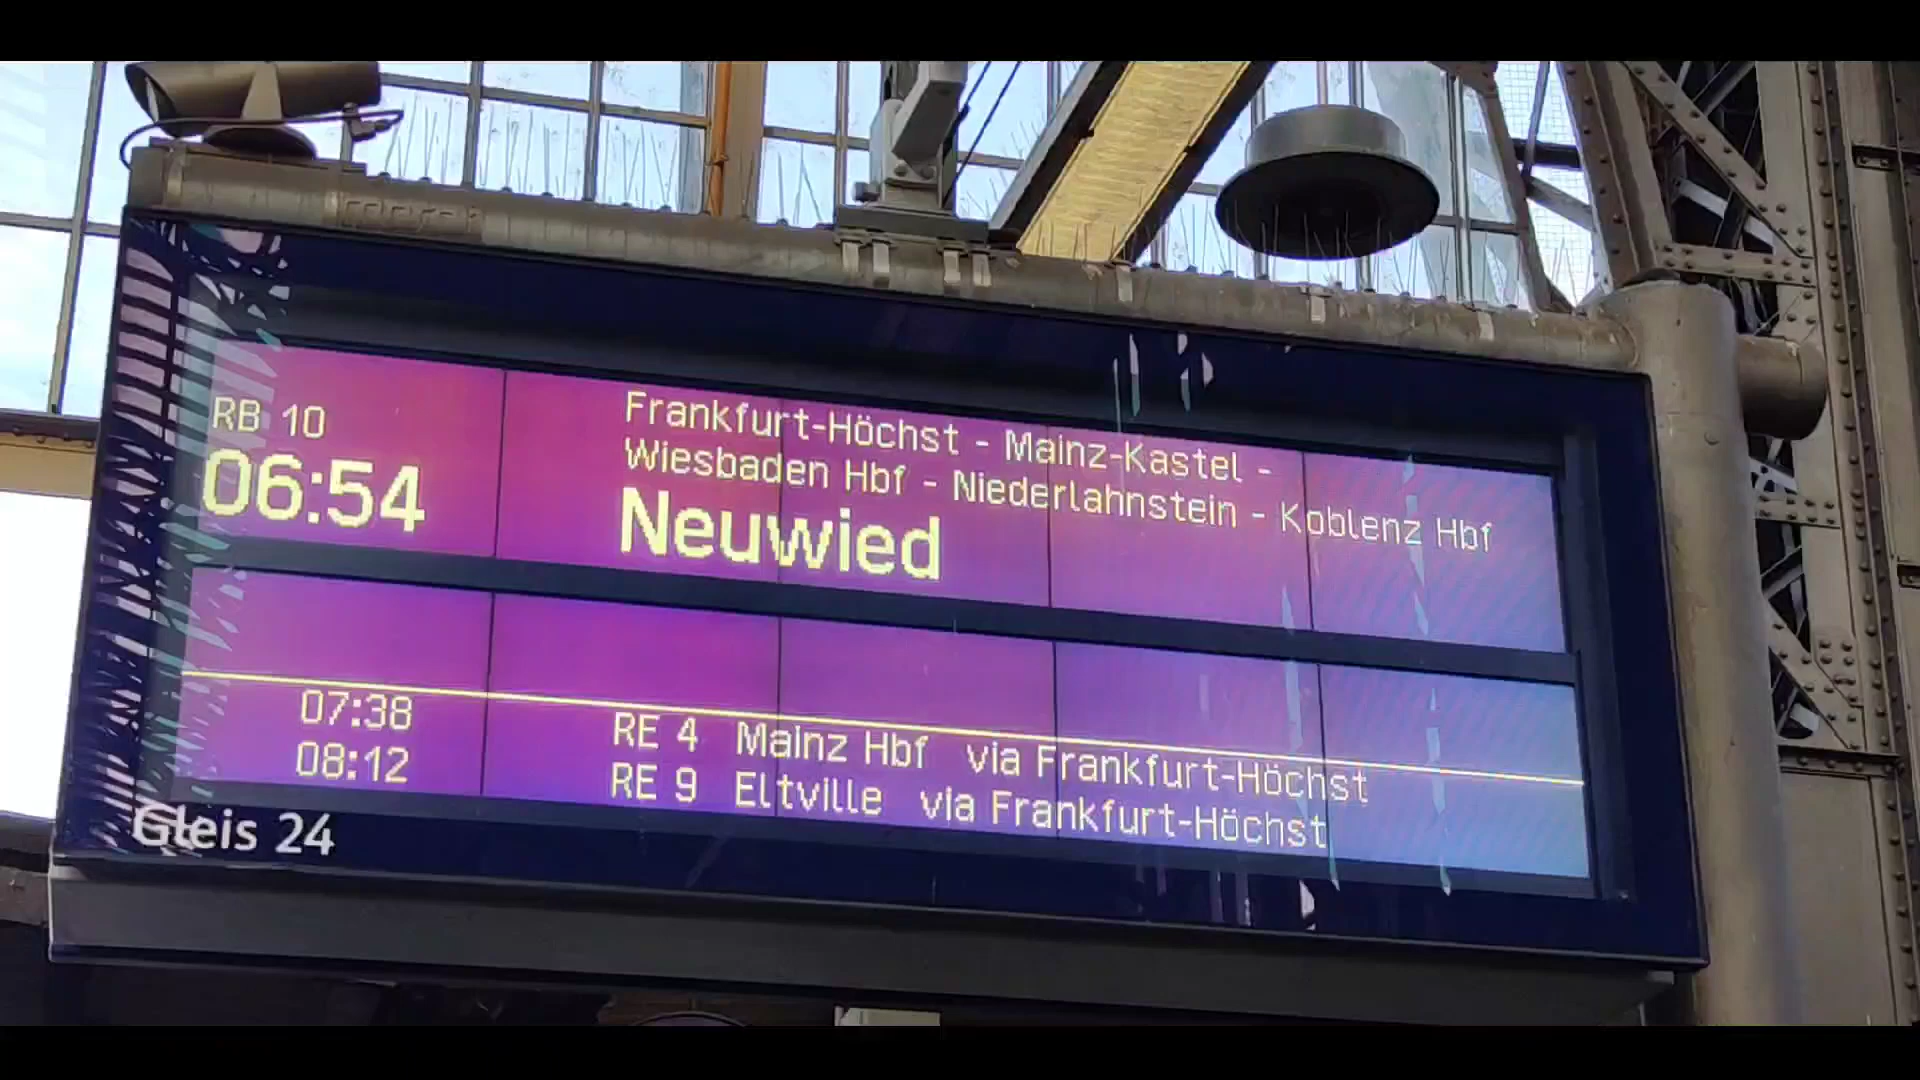 RB 10
06:54
Frankfurt-Höchst - Mainz-Kastel -
Wiesbaden Hbf - Niederlahnstein - Koblenz Hbf
Neuwied
07:38 RE 4 Mainz Hbf via Frankfurt-Höchst
08:12 RE 9 Eltville via Frankfurt-Höchst
Gleis 24